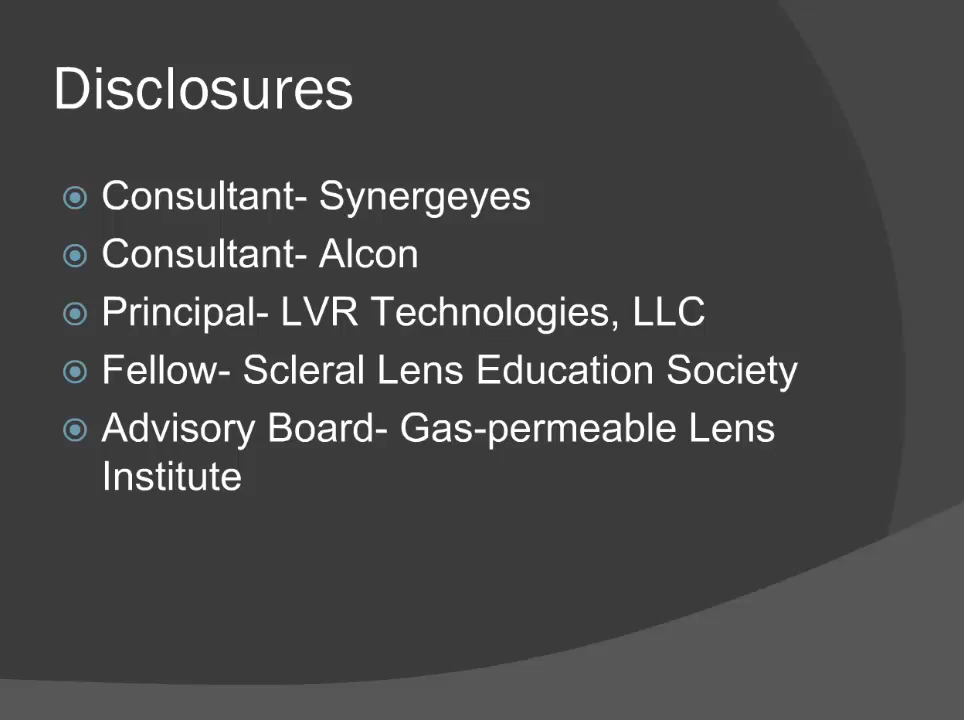 Disclosures
Consultant- Synergeyes
Consultant- Alcon
Principal- LVR Technologies, LLC
Fellow- Scleral Lens Education Society
Advisory Board- Gas-permeable Lens
Institute